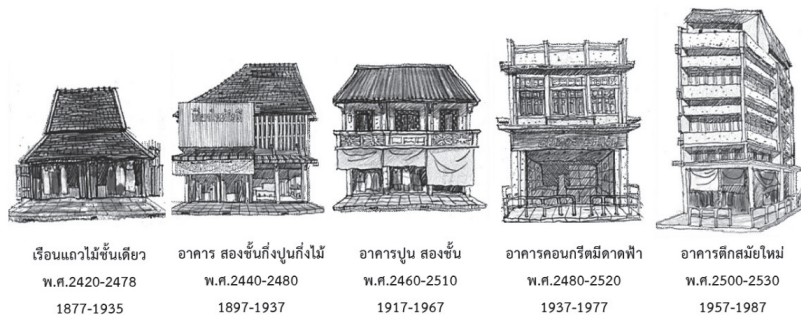 เรือนแถวไม้ชั้นเดียว
พ.ศ.2420-2478
1877-1935
อาคาร สองชั้นกึ่งปูนกึ่งไม้
พ.ศ.2440-2480
1897-1937
อาคารปูน สองชั้น
พ.ศ.2460-2510
1917-1967
อาคารคอนกรีตมีดาดฟ้า
พ.ศ.2480-2520
1937-1977
อาคารตึกสมัยใหม่
พ.ศ.2500-2530
1957-1987